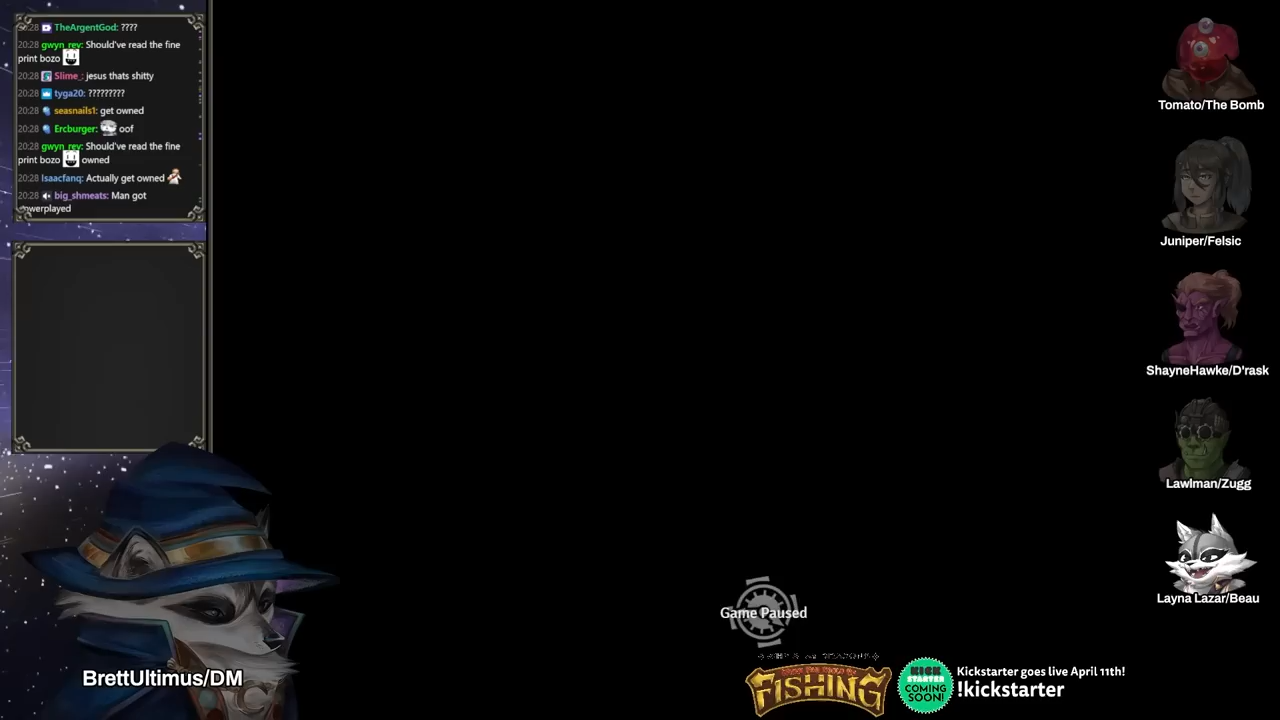 20:28 TheArgentGod: ????
20:28 gwyn_rev: Should've read the fine
print bozo
20:28 Slime_: jesus thats shitty
20:28 tyga20: ?????????
20:28 seasnails1: get owned
20:28 Ercburger: oof
20:28 gwyn_rev: Should've read the fine
print bozo owned
20:28 Isaacfanq: Actually get owned
20:28 big_shmeats: Man got
Tomato/The Bomb
Juniper/Felsic
ShayneHawke/D'rask
Lawlman/Zugg
Layna Lazar/Beau
Game Paused
BrettUltimus/DM
FISHING
KICK
STARTER
COMING
SOON!
Kickstarter goes live April 11th!
!kickstarter